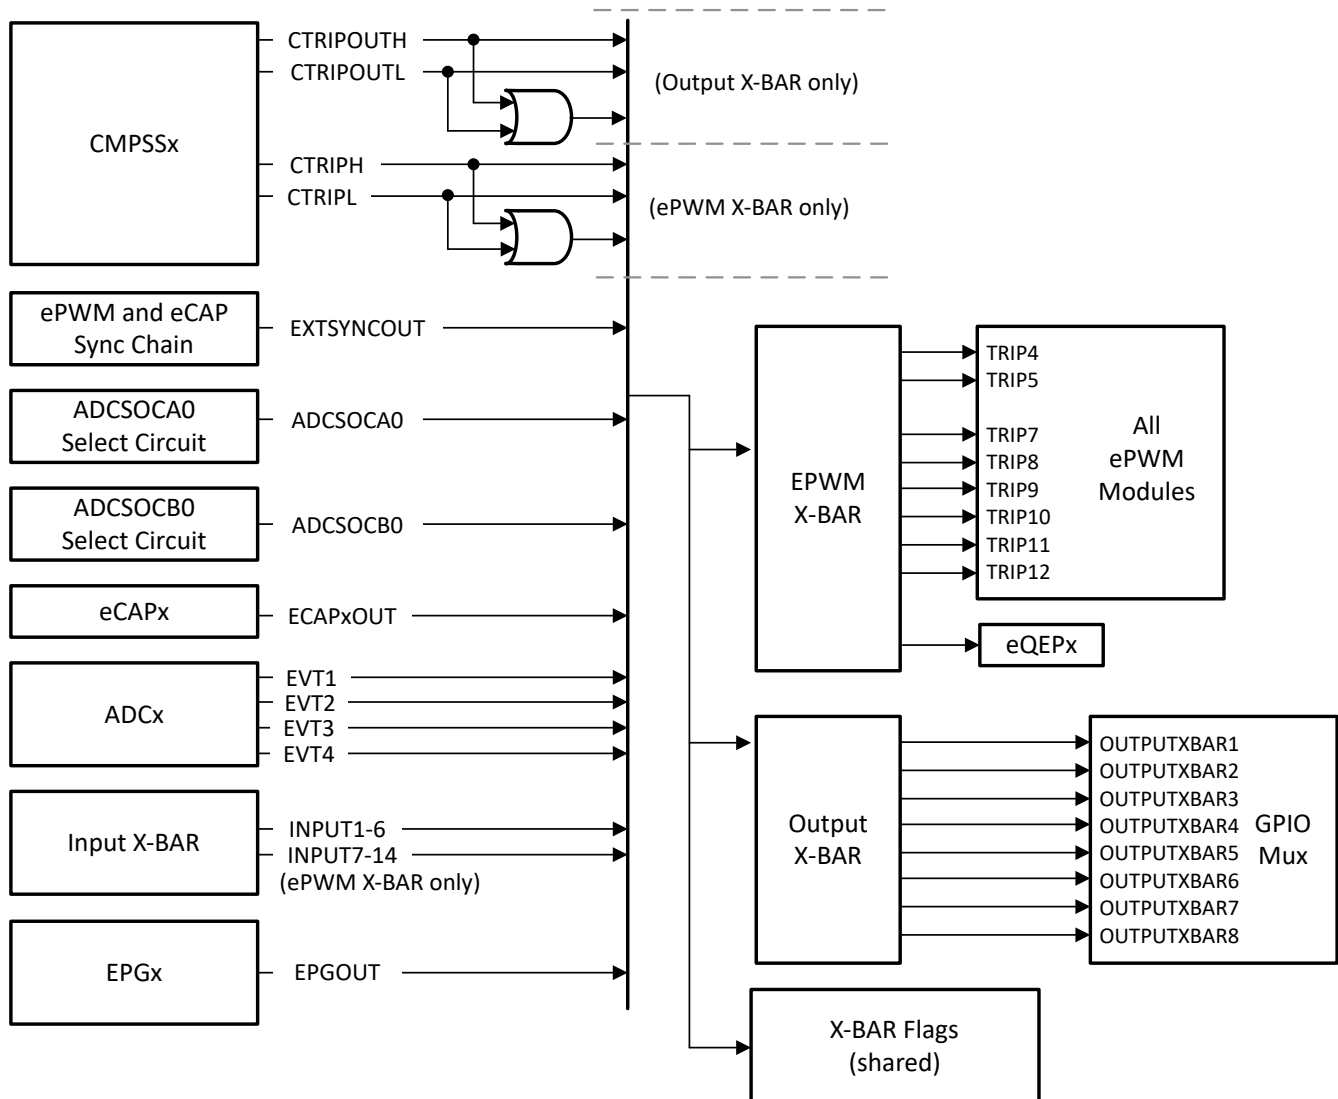 CMPSSx
CTRIPOUTH
CTRIPOUTL
(Output X-BAR only)
CTRIPH
CTRIPL
(ePWM X-BAR only)
ePWM and eCAP
Sync Chain
EXTSYNCOUT
ADCSOCA0
Select Circuit
ADCSOCA0
ADCSOCB0
Select Circuit
ADCSOCB0
eCAPx
ECAPxOUT
ADCx
EVT1
EVT2
EVT3
EVT4
Input X-BAR
INPUT1-6
INPUT7-14
(ePWM X-BAR only)
EPGx
EPGOUT
EPWM
X-BAR
TRIP4
TRIP5
TRIP7
TRIP8
TRIP9
TRIP10
TRIP11
TRIP12
All
ePWM
Modules
eQEPx
Output
X-BAR
OUTPUTXBAR1
OUTPUTXBAR2
OUTPUTXBAR3
OUTPUTXBAR4
OUTPUTXBAR5
OUTPUTXBAR6
OUTPUTXBAR7
OUTPUTXBAR8
GPIO
Mux
X-BAR Flags
(shared)